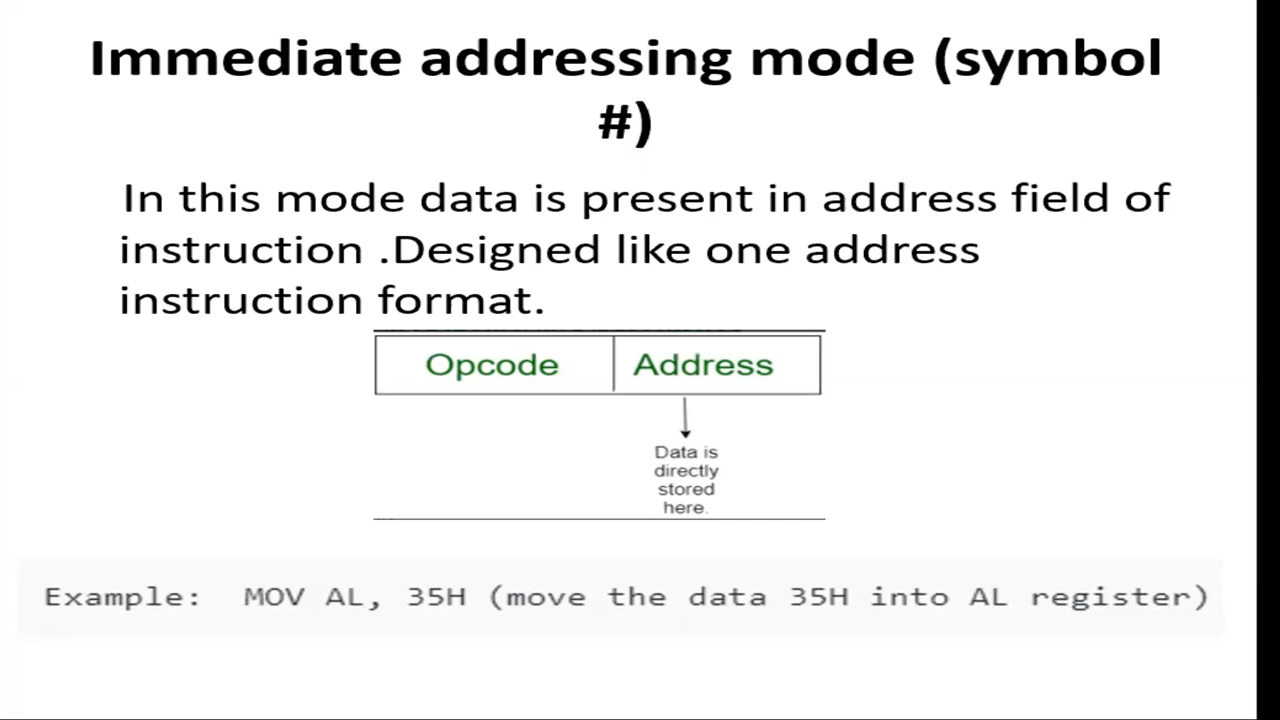 Immediate addressing mode (symbol
#)
In this mode data is present in address field of
instruction .Designed like one address
instruction format.
Opcode Address
Data is
directly
stored
here.
Example: MOV AL, 35H (move the data 35H into AL register)